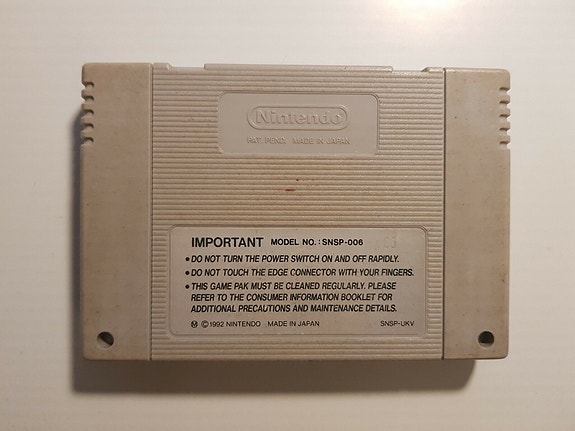 Nintendo
PAT. PEND. MADE IN JAPAN
IMPORTANT MODEL NO.: SNSP-006
• DO NOT TURN THE POWER SWITCH ON AND OFF RAPIDLY.
• DO NOT TOUCH THE EDGE CONNECTOR WITH YOUR FINGERS.
• THIS GAME PAK MUST BE CLEANED REGULARLY. PLEASE
REFER TO THE CONSUMER INFORMATION BOOKLET FOR
ADDITIONAL PRECAUTIONS AND MAINTENANCE DETAILS.
Ⓜ ©1992 NINTENDO MADE IN JAPAN SNSP-UKV